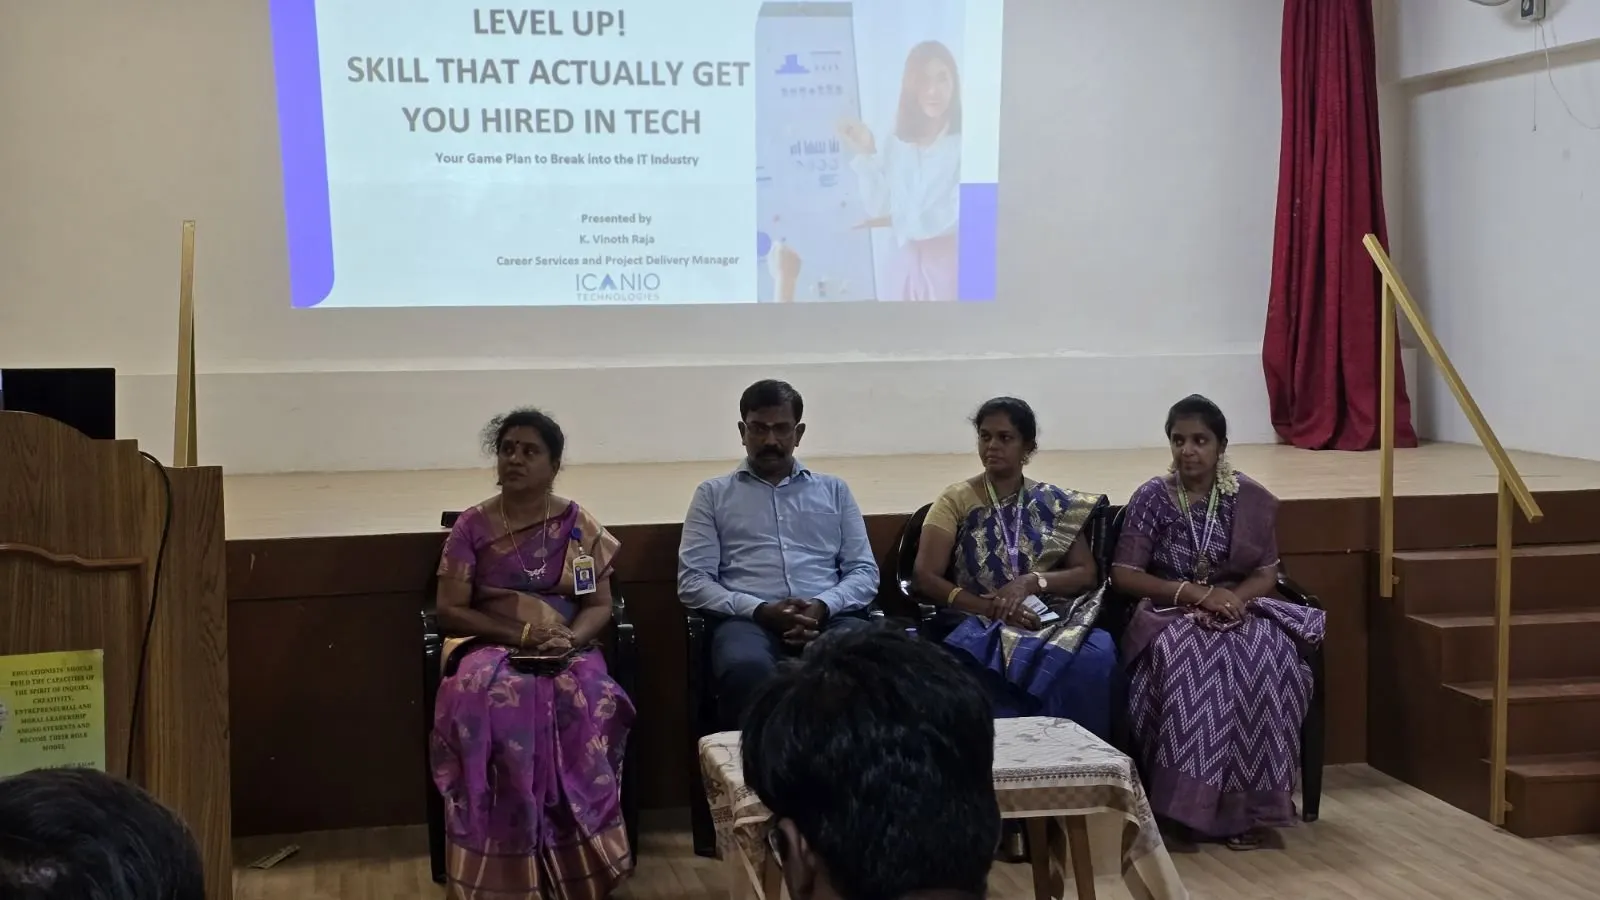 LEVEL UP!
SKILL THAT ACTUALLY GET
YOU HIRED IN TECH
Your Game Plan to Break into the IT Industry
Presented by
K. Vinoth Raja
Career Services and Project Delivery Manager
ICANIO
TECHNOLOGIES
EDUCATIONISTS SHOULD
BUILD THE CAPACITIES OF
THE SPIRIT OF INQUIRY,
CREATIVITY,
ENTREPRENEURIAL AND
MORAL LEADERSHIP
AMONG STUDENTS AND
BECOME THEIR ROLE
MODEL